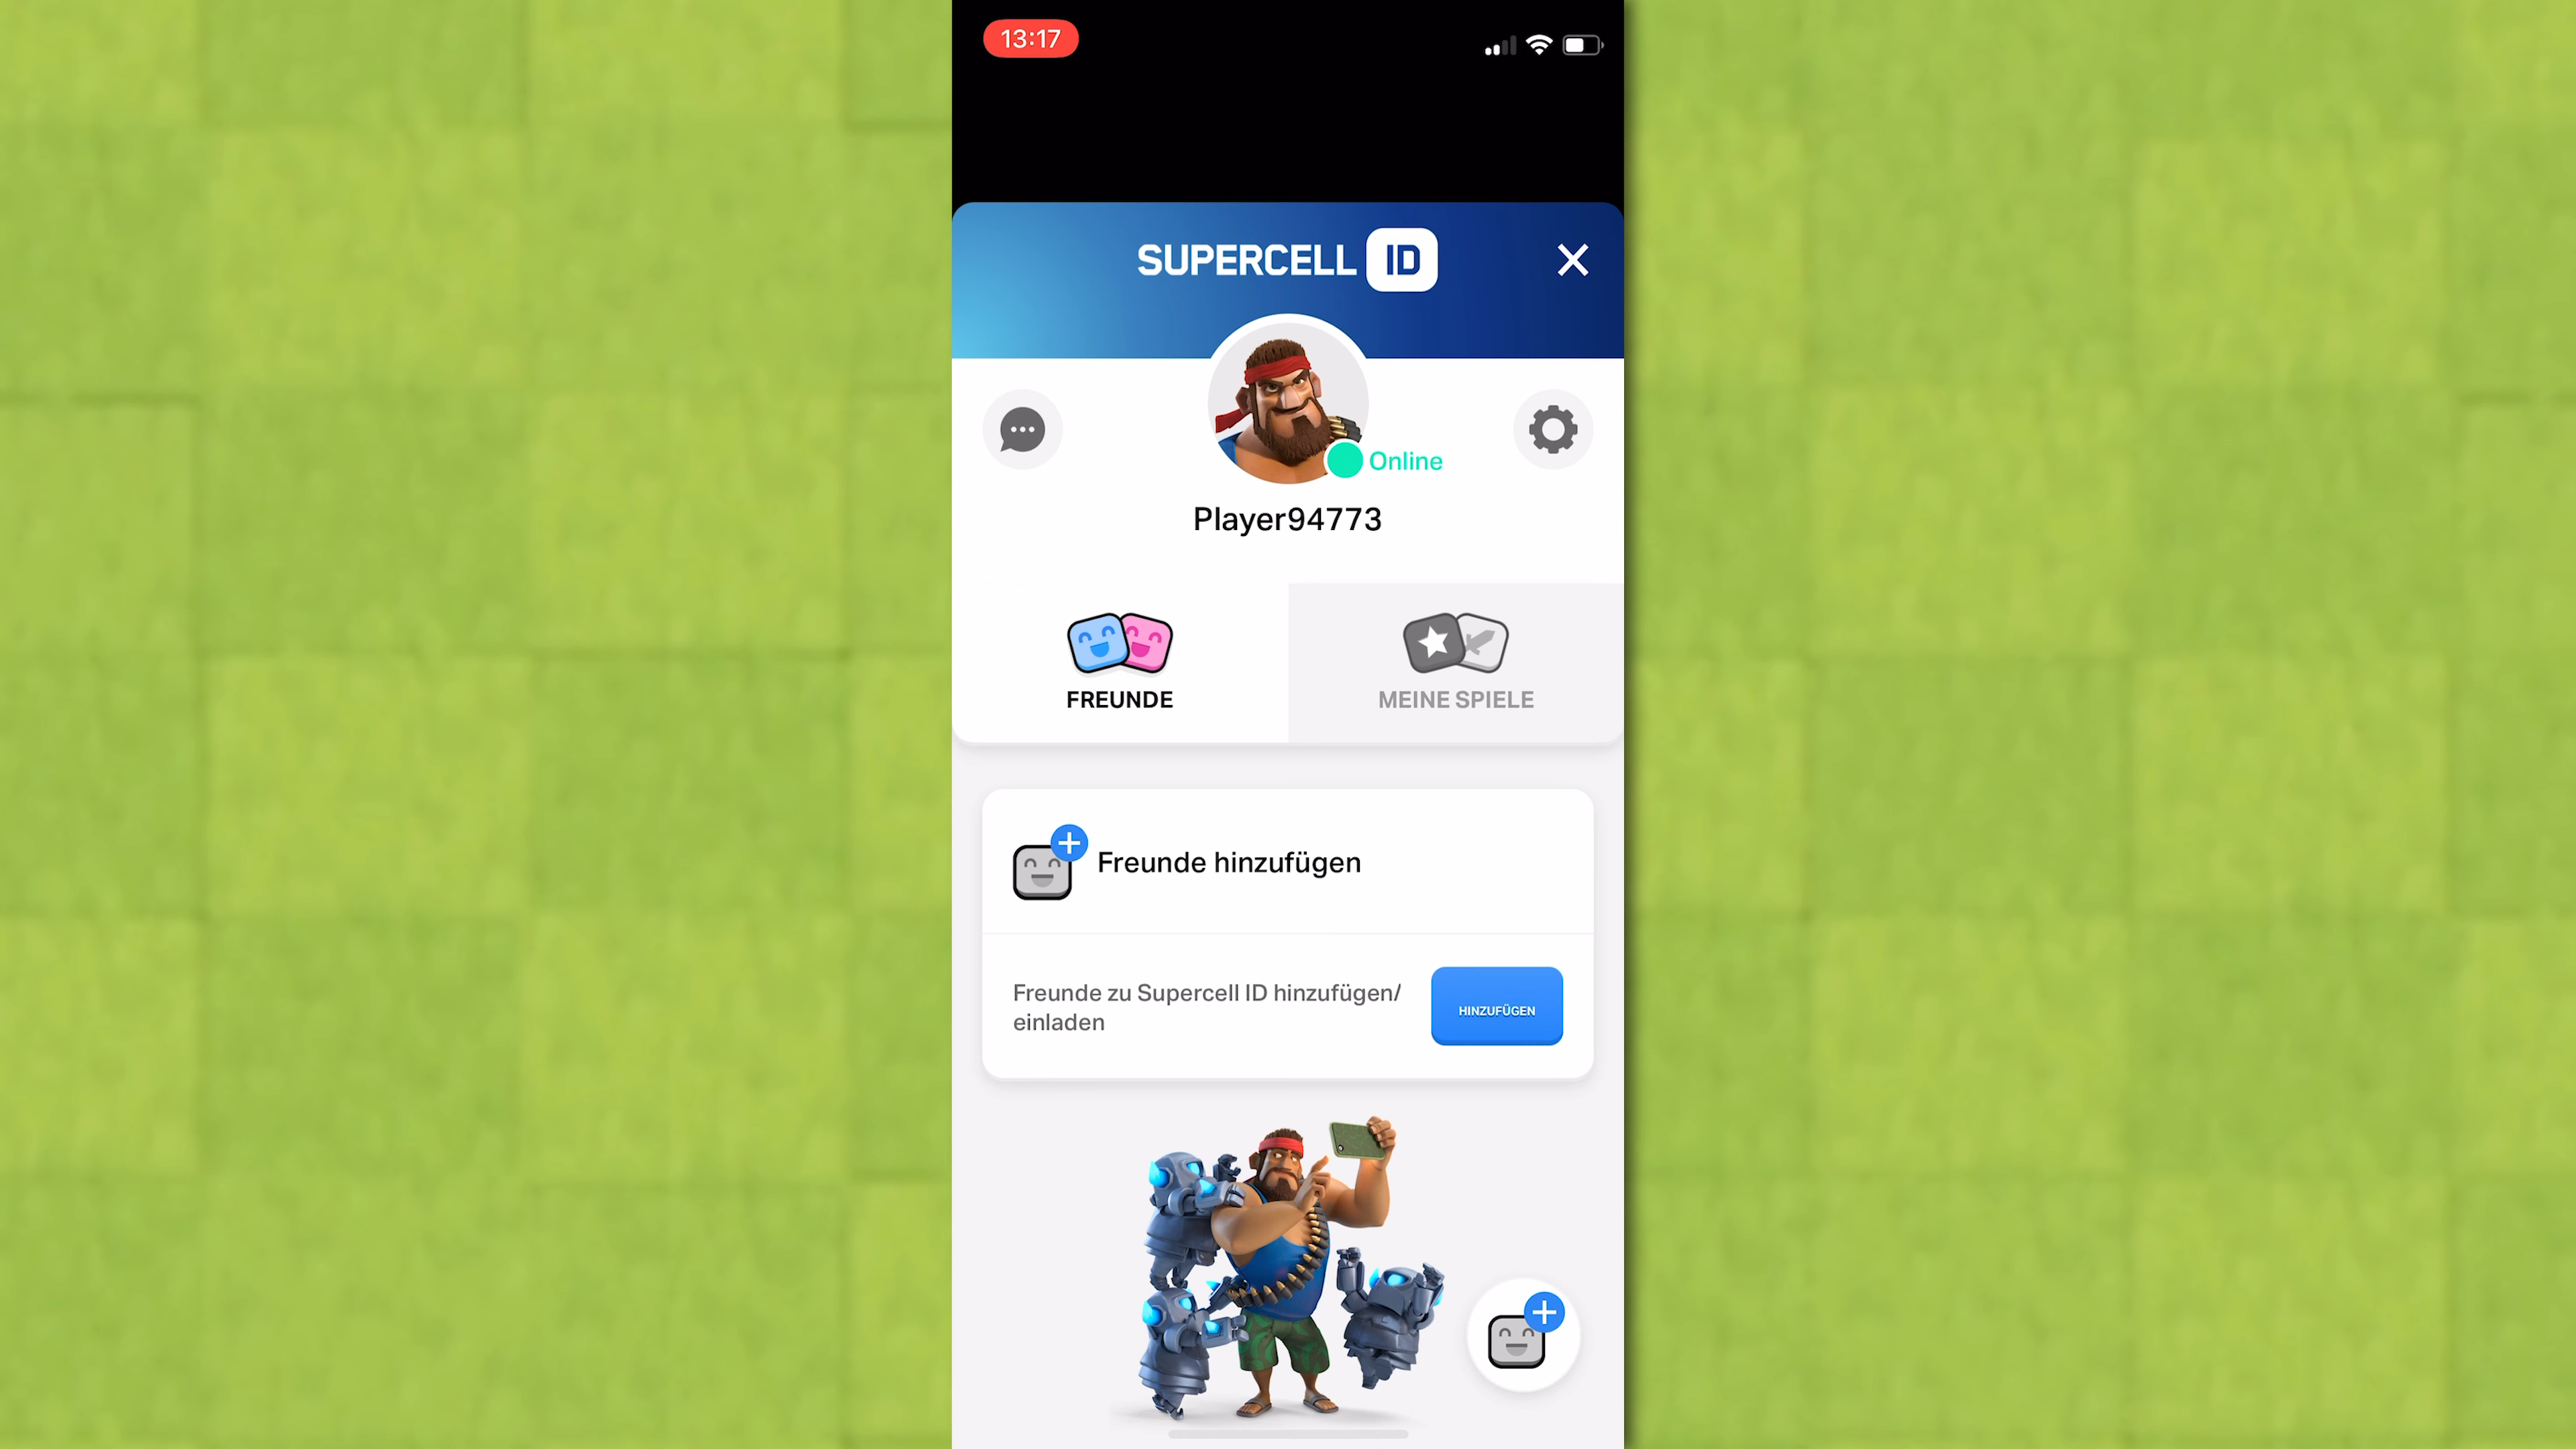 13:17
SUPERCELL ID
Online
Player94773
FREUNDE
MEINE SPIELE
Freunde hinzufügen
Freunde zu Supercell ID hinzufügen/
einladen
HINZUFÜGEN